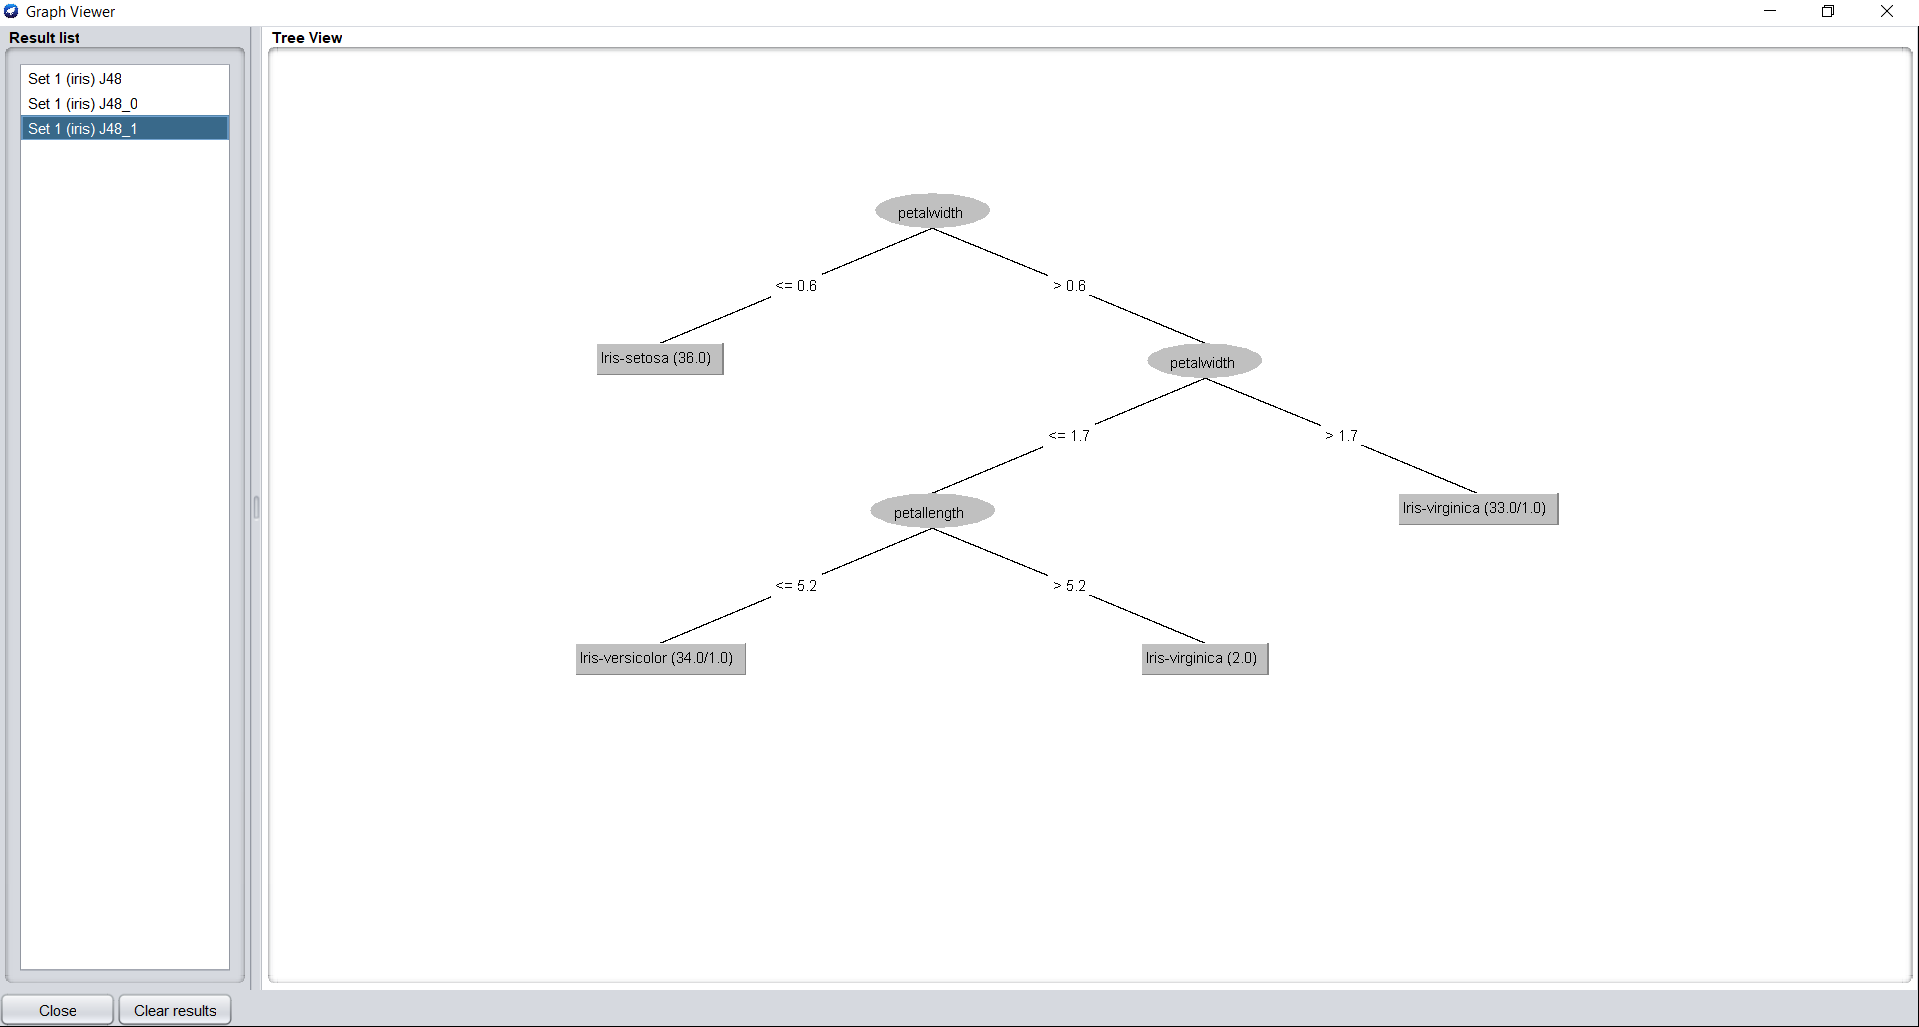 Graph Viewer
Result list
Set 1 (iris) J48
Set 1 (iris) J48_0
Set 1 (iris) J48_1
Tree View
petalwidth
<= 0.6
> 0.6
Iris-setosa (36.0)
petalwidth
<= 1.7
> 1.7
petallength
Iris-virginica (33.0/1.0)
<= 5.2
> 5.2
Iris-versicolor (34.0/1.0)
Iris-virginica (2.0)
Close
Clear results